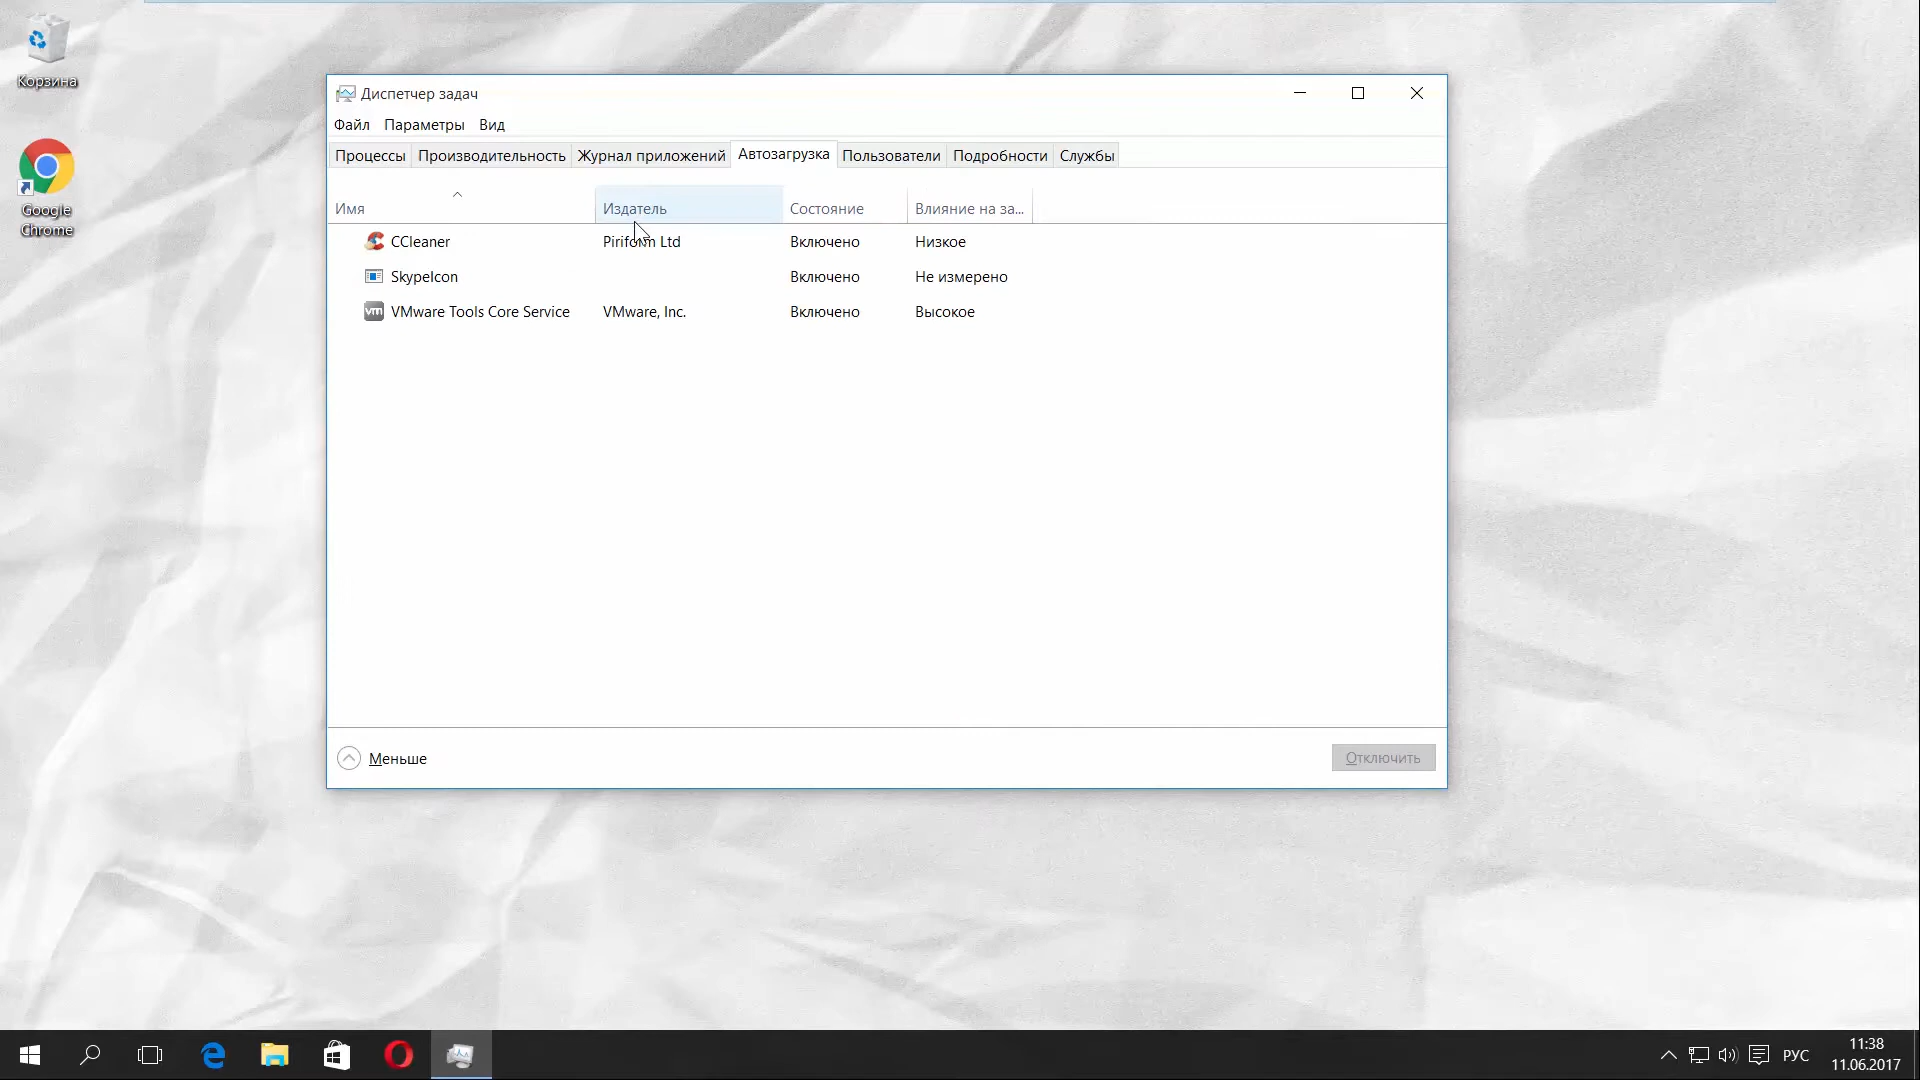 Корзина
Google
Chrome
Диспетчер задач
Файл Параметры Вид
Процессы Производительность Журнал приложений Автозагрузка Пользователи Подробности Службы
Имя Издатель Состояние Влияние на за...
CCleaner Piriform Ltd Включено Низкое
SkypeIcon Включено Не измерено
VMware Tools Core Service VMware, Inc. Включено Высокое
Меньше Отключить
РУС
11:38
11.06.2017